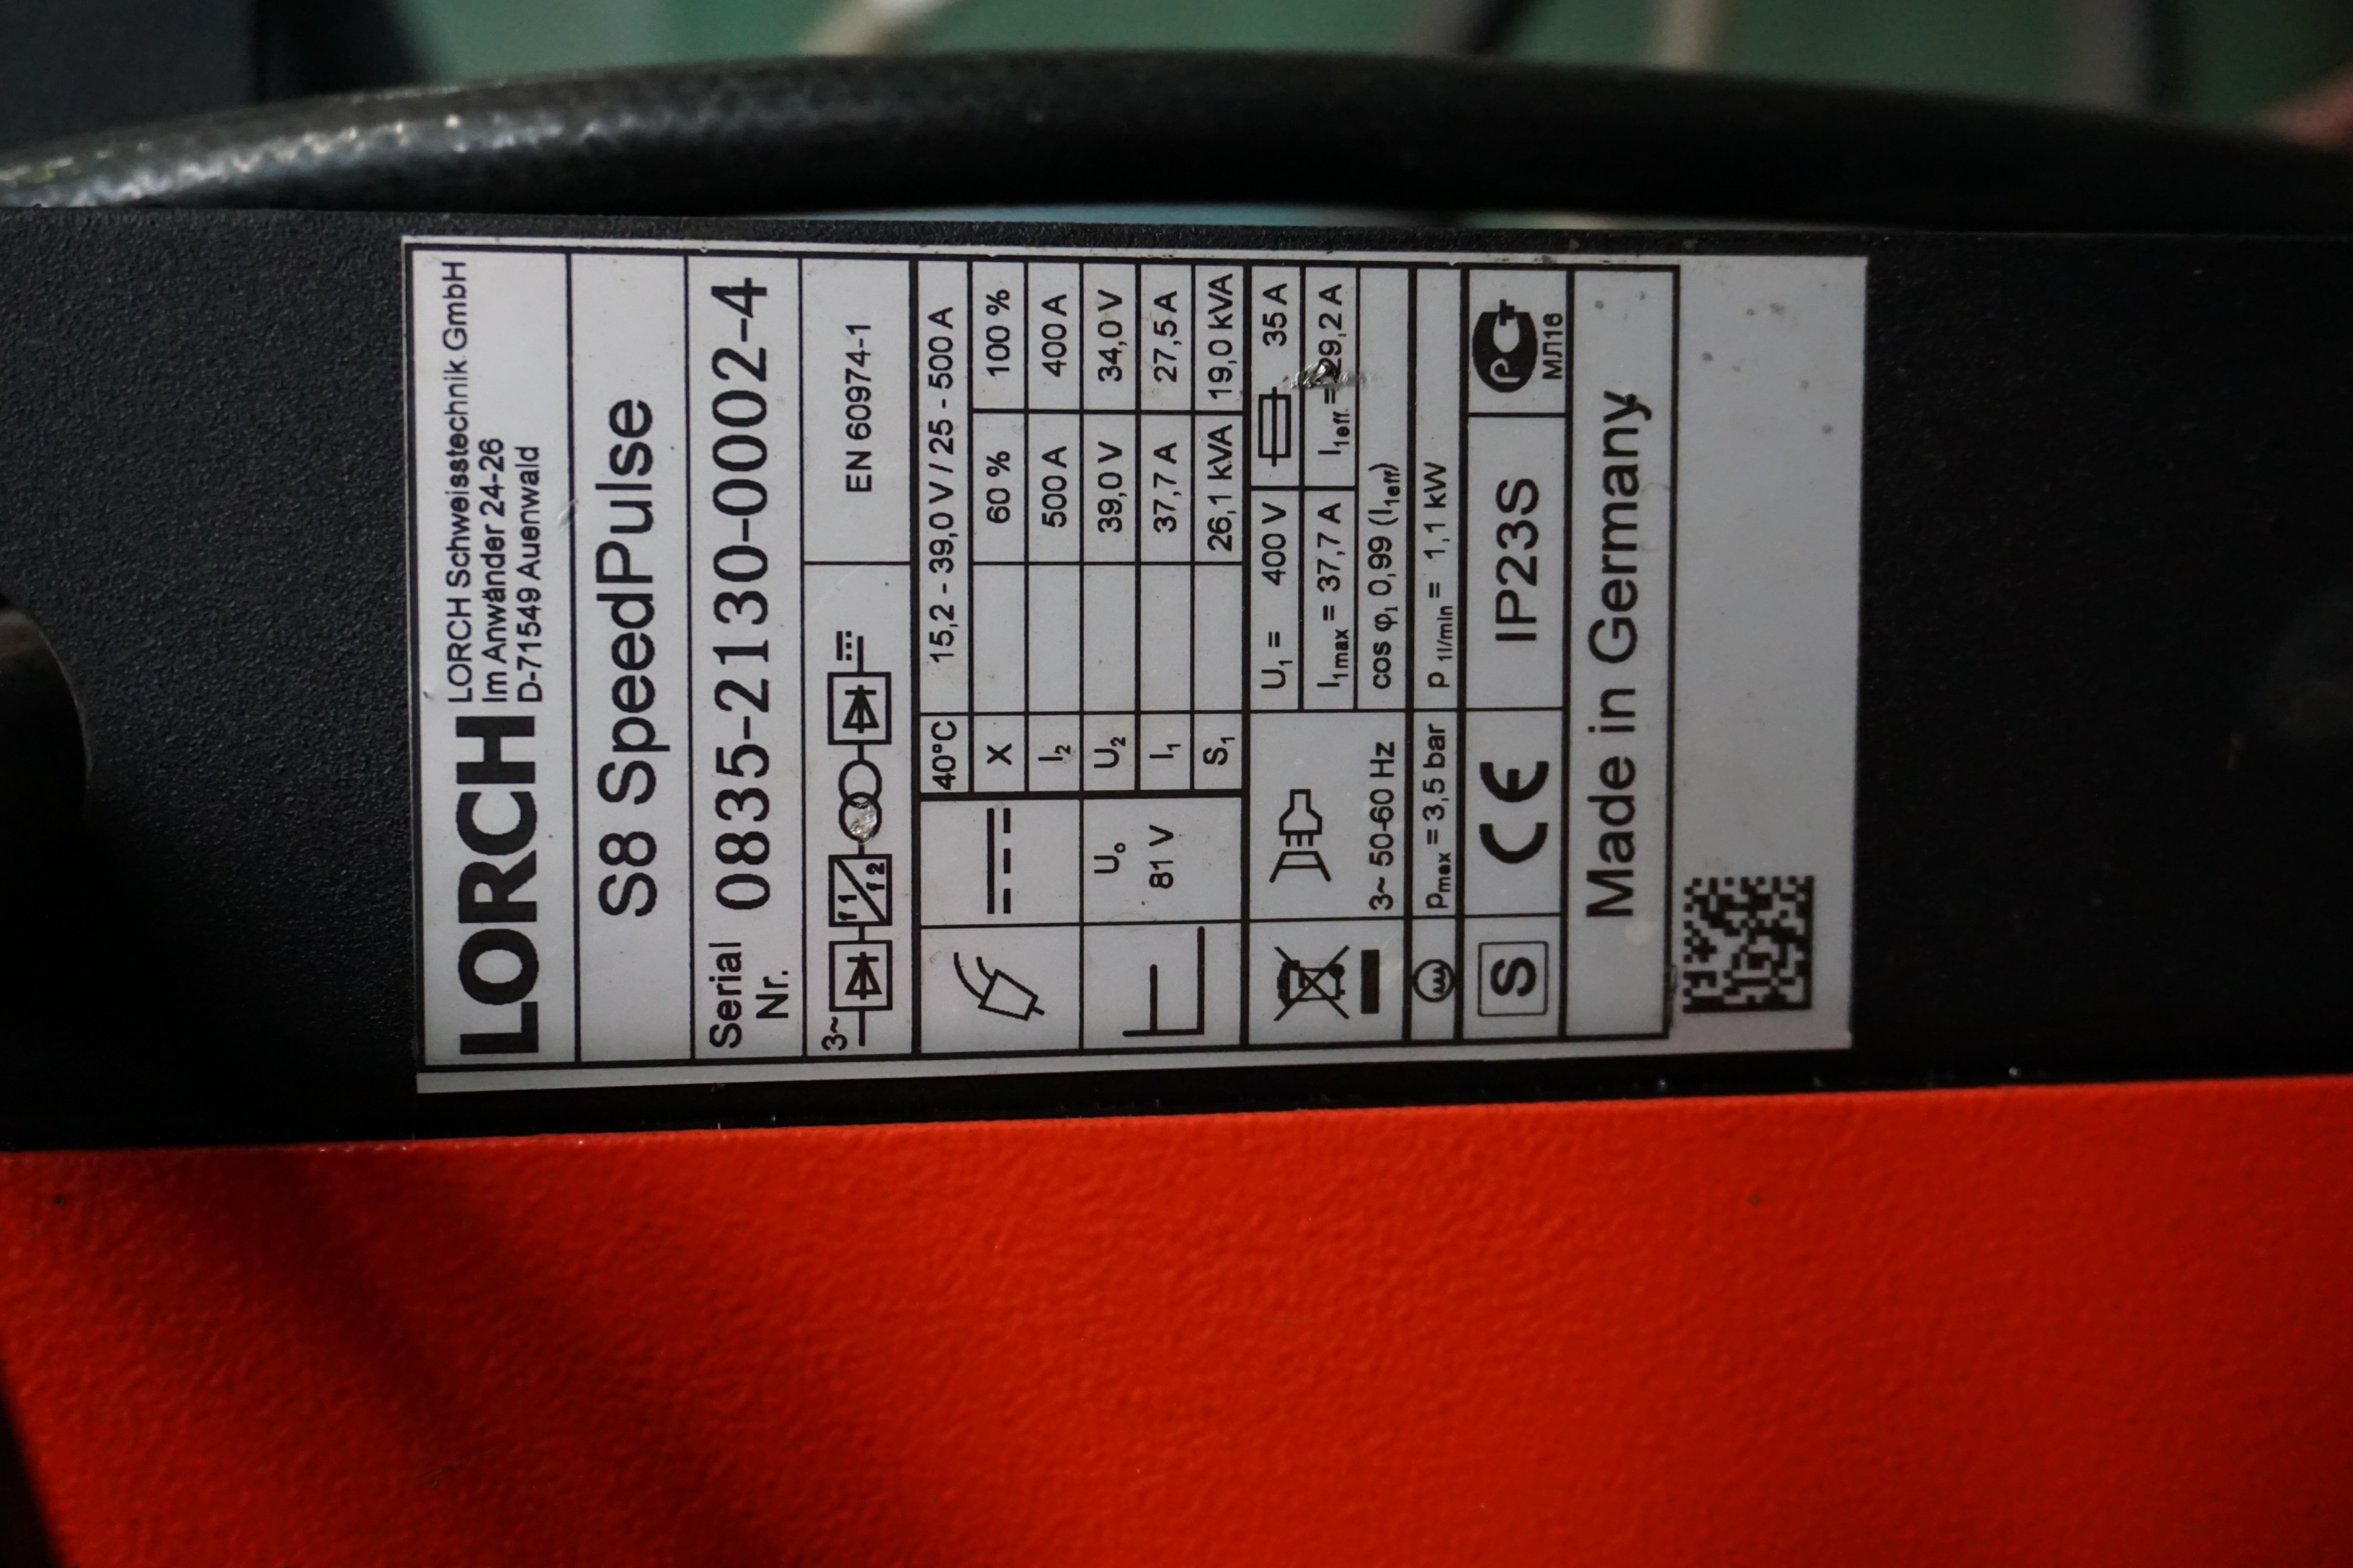 LORCH
LORCH Schweisstechnik GmbH
Im Anwänder 24-26
D-71549 Auenwald
S8 SpeedPulse
Serial Nr. 0835-2130-0002-4
3~ f1 f2
EN 60974-1
40°C 15,2 - 39,0 V / 25 - 500 A
X 60 % 100 %
I2 500 A 400 A
U0 81 V
U2 39,0 V 34,0 V
I1 37,7 A 27,5 A
S1 26,1 kVA 19,0 kVA
3~ 50-60 Hz
U1 = 400 V 35 A
I1max = 37,7 A I1eff. = 29,2 A
cos φ1 0,99 (I1eff)
Pmax = 3,5 bar P 1l/min = 1,1 kW
S CE IP23S PCT
МЛ16
Made in Germany